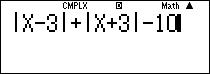 CMPLX D Math ▲
|X-3|+|X+3|-10